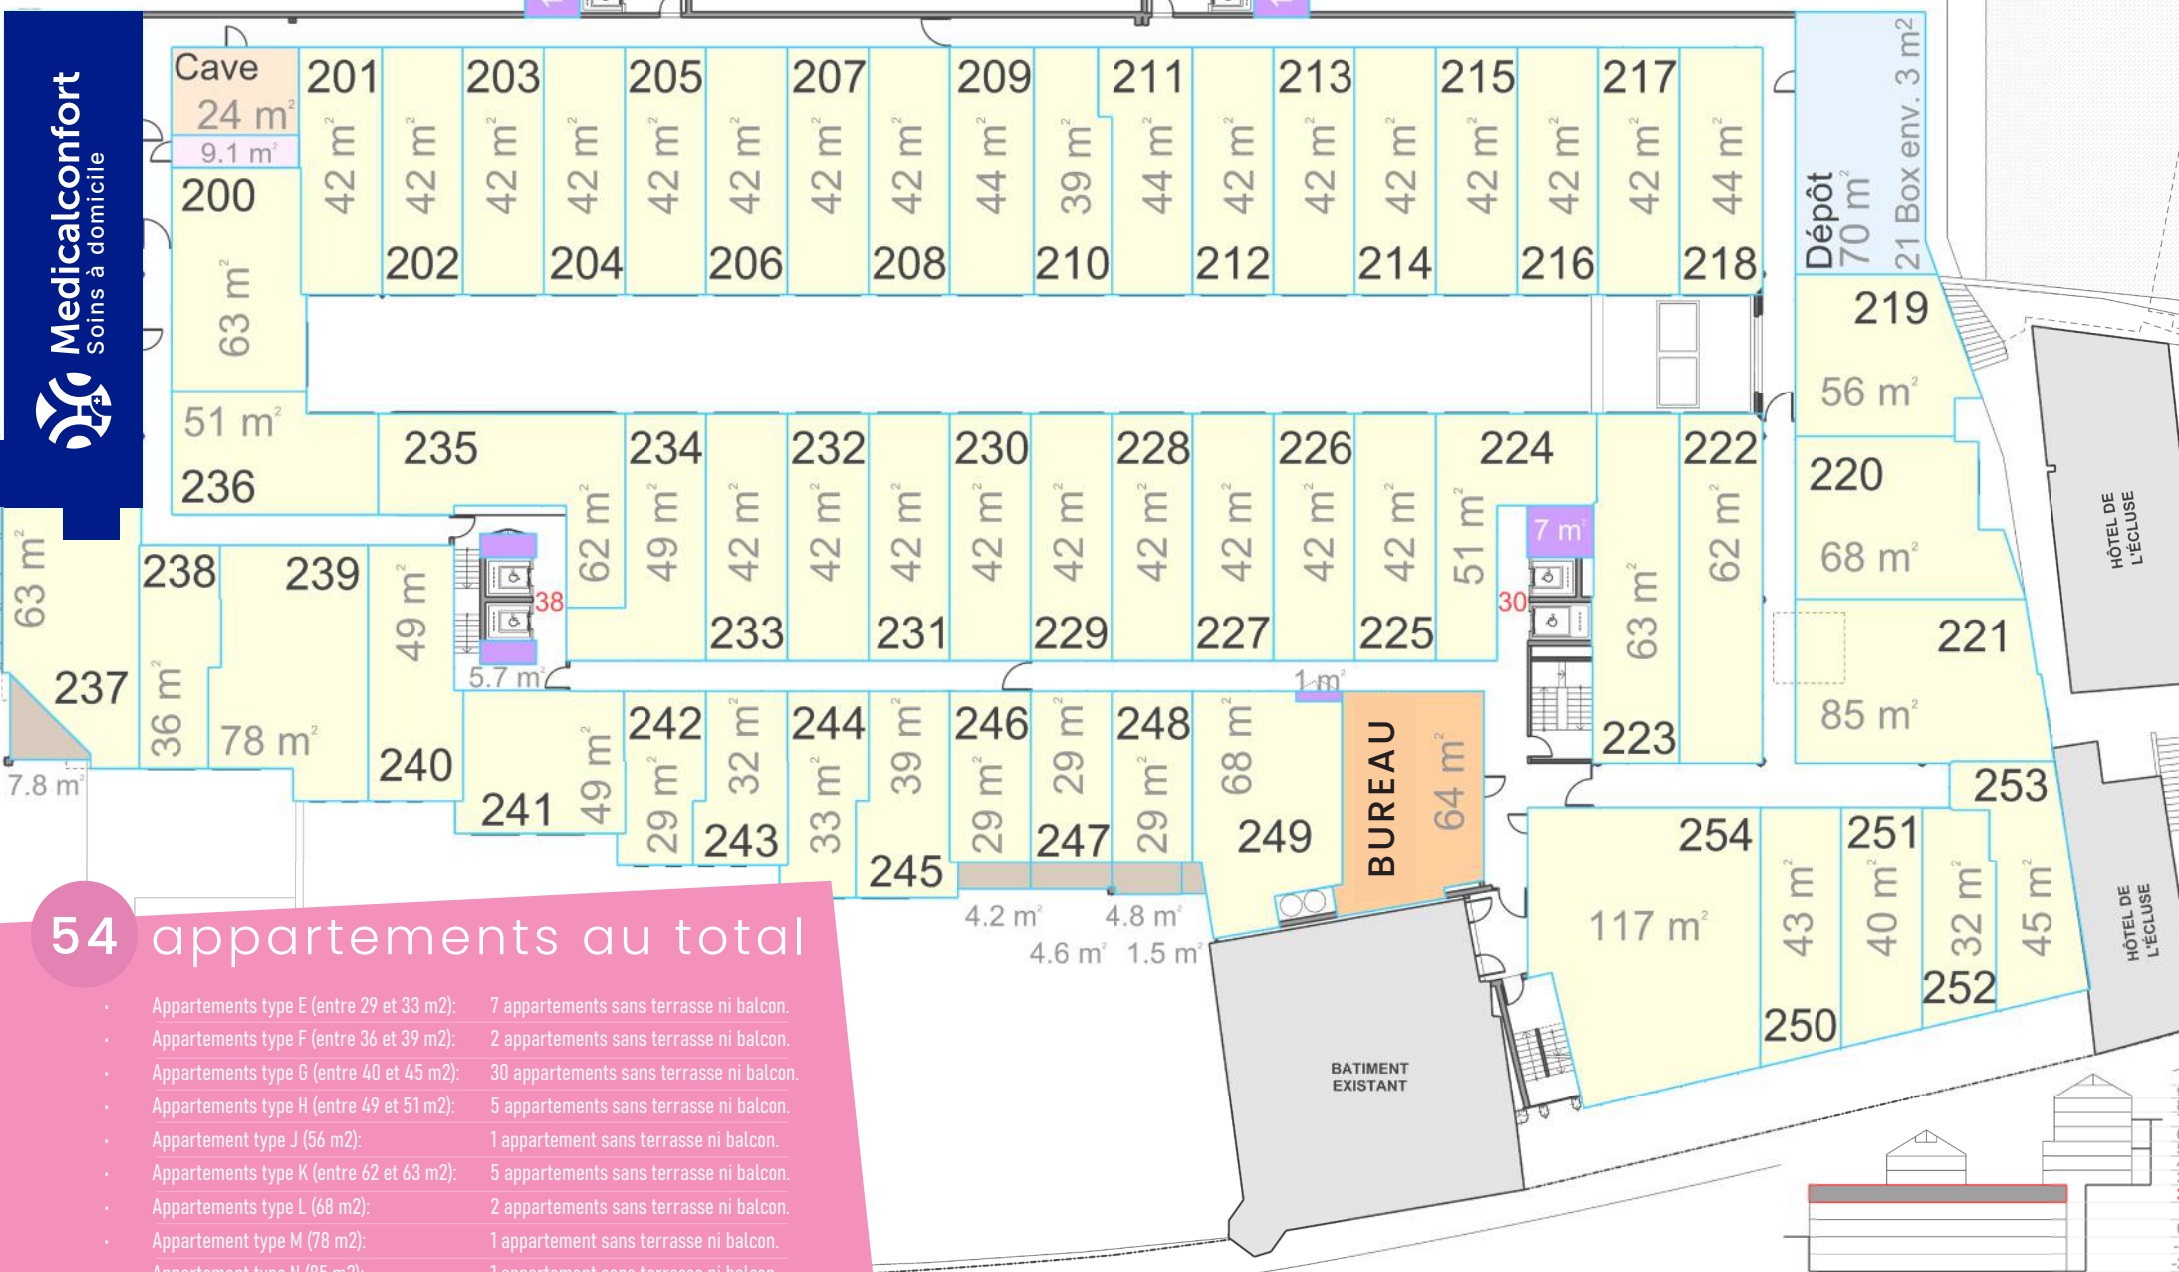 Medicalconfort
Soins à domicile
Cave
24 m²
9.1 m²
201
42 m²
42 m²
202
203
42 m²
42 m²
204
205
42 m²
42 m²
206
207
42 m²
42 m²
208
209
44 m²
39 m²
210
211
44 m²
42 m²
212
213
42 m²
42 m²
214
215
42 m²
42 m²
216
217
42 m²
44 m²
218
Dépôt
70 m²
21 Box env. 3 m²
200
63 m²
219
56 m²
51 m²
236
235
62 m²
234
49 m²
42 m²
233
232
42 m²
42 m²
231
230
42 m²
42 m²
229
228
42 m²
42 m²
227
226
42 m²
42 m²
225
224
51 m²
7 m²
30
63 m²
223
222
62 m²
220
68 m²
221
85 m²
HÔTEL DE
L'ÉCLUSE
63 m²
237
7.8 m²
238
36 m²
239
78 m²
49 m²
240
38
5.7 m²
241
49 m²
242
29 m²
32 m²
243
244
33 m²
39 m²
245
246
29 m²
29 m²
247
248
29 m²
68 m²
249
1 m²
BUREAU
64 m²
4.2 m²
4.8 m²
4.6 m²
1.5 m²
254
117 m²
43 m²
250
251
40 m²
32 m²
252
253
45 m²
HÔTEL DE
L'ÉCLUSE
BATIMENT
EXISTANT
54 appartements au total
· Appartements type E (entre 29 et 33 m2): 7 appartements sans terrasse ni balcon.
· Appartements type F (entre 36 et 39 m2): 2 appartements sans terrasse ni balcon.
· Appartements type G (entre 40 et 45 m2): 30 appartements sans terrasse ni balcon.
· Appartements type H (entre 49 et 51 m2): 5 appartements sans terrasse ni balcon.
· Appartement type J (56 m2): 1 appartement sans terrasse ni balcon.
· Appartements type K (entre 62 et 63 m2): 5 appartements sans terrasse ni balcon.
· Appartements type L (68 m2): 2 appartements sans terrasse ni balcon.
· Appartement type M (78 m2): 1 appartement sans terrasse ni balcon.